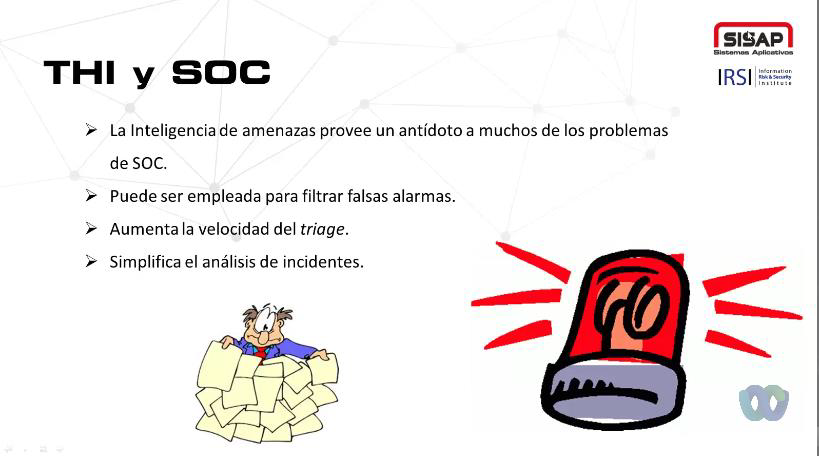 SISAP
Sistemas Aplicativos
IRSI Information
Risk & Security
Institute
THI y SOC
La Inteligencia de amenazas provee un antídoto a muchos de los problemas
de SOC.
Puede ser empleada para filtrar falsas alarmas.
Aumenta la velocidad del triage.
Simplifica el análisis de incidentes.